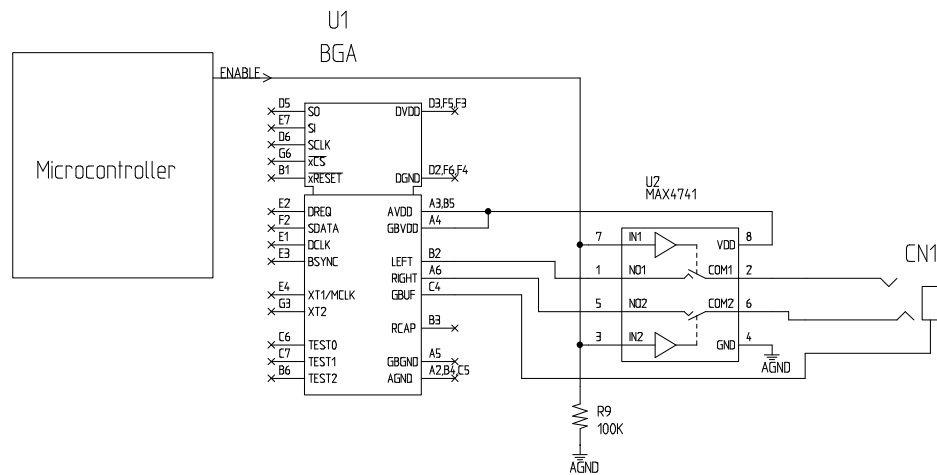 U1
BGA
ENABLE
Microcontroller
D5 SO DVDD D3,F5,F3
E7 SI
D6 SCLK
G6 xCS
B1 xRESET DGND D2,F6,F4
E2 DREQ AVDD A3,B5
F2 SDATA GBVDD A4
E1 DCLK
E3 BSYNC LEFT B2
RIGHT A6
E4 XT1/MCLK GBUF C4
G3 XT2
RCAP B3
C6 TEST0
C7 TEST1 GBGND A5
B6 TEST2 AGND A2,B4,C5
U2
MAX4741
7 IN1 VDD 8
1 NO1 COM1 2
5 NO2 COM2 6
3 IN2 GND 4
AGND
CN1
R9
100K
AGND